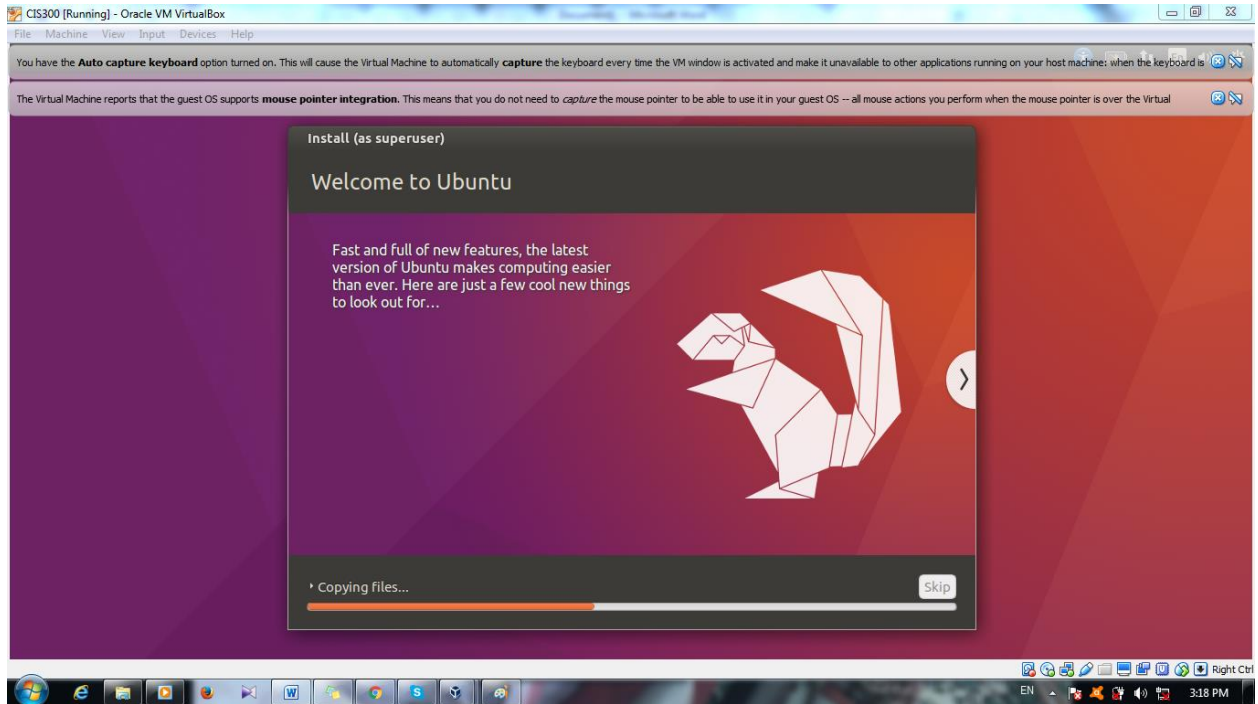 CIS300 [Running] - Oracle VM VirtualBox
File Machine View Input Devices Help
You have the Auto capture keyboard option turned on. This will cause the Virtual Machine to automatically capture the keyboard every time the VM window is activated and make it unavailable to other applications running on your host machine: when the keyboard is
The Virtual Machine reports that the guest OS supports mouse pointer integration. This means that you do not need to capture the mouse pointer to be able to use it in your guest OS -- all mouse actions you perform when the mouse pointer is over the Virtual
Install (as superuser)
Welcome to Ubuntu
Fast and full of new features, the latest
version of Ubuntu makes computing easier
than ever. Here are just a few cool new things
to look out for…
Copying files...
Skip
Right Ctrl
EN
3:18 PM